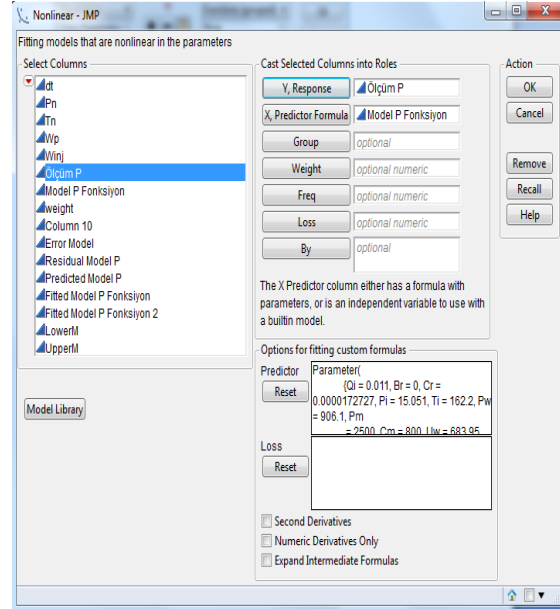 Nonlinear - JMP
Fitting models that are nonlinear in the parameters
Select Columns
dt
Pn
Tn
Wp
Winj
Ölçüm P
Model P Fonksiyon
weight
Column 10
Error Model
Residual Model P
Predicted Model P
Fitted Model P Fonksiyon
Fitted Model P Fonksiyon 2
LowerM
UpperM
Model Library
Cast Selected Columns into Roles
Y, Response Ölçüm P
X, Predictor Formula Model P Fonksiyon
Group optional
Weight optional numeric
Freq optional numeric
Loss optional numeric
By optional
The X Predictor column either has a formula with
parameters, or is an independent variable to use with
a builtin model.
Options for fitting custom formulas
Predictor
Reset
Parameter(
{Qi = 0.011, Br = 0, Cr =
0.0000172727, Pi = 15.051, Ti = 162.2, Pw
= 906.1, Pm
= 2500, Cm = 800, Uw = 683.95
Loss
Reset
Second Derivatives
Numeric Derivatives Only
Expand Intermediate Formulas
Action
OK
Cancel
Remove
Recall
Help